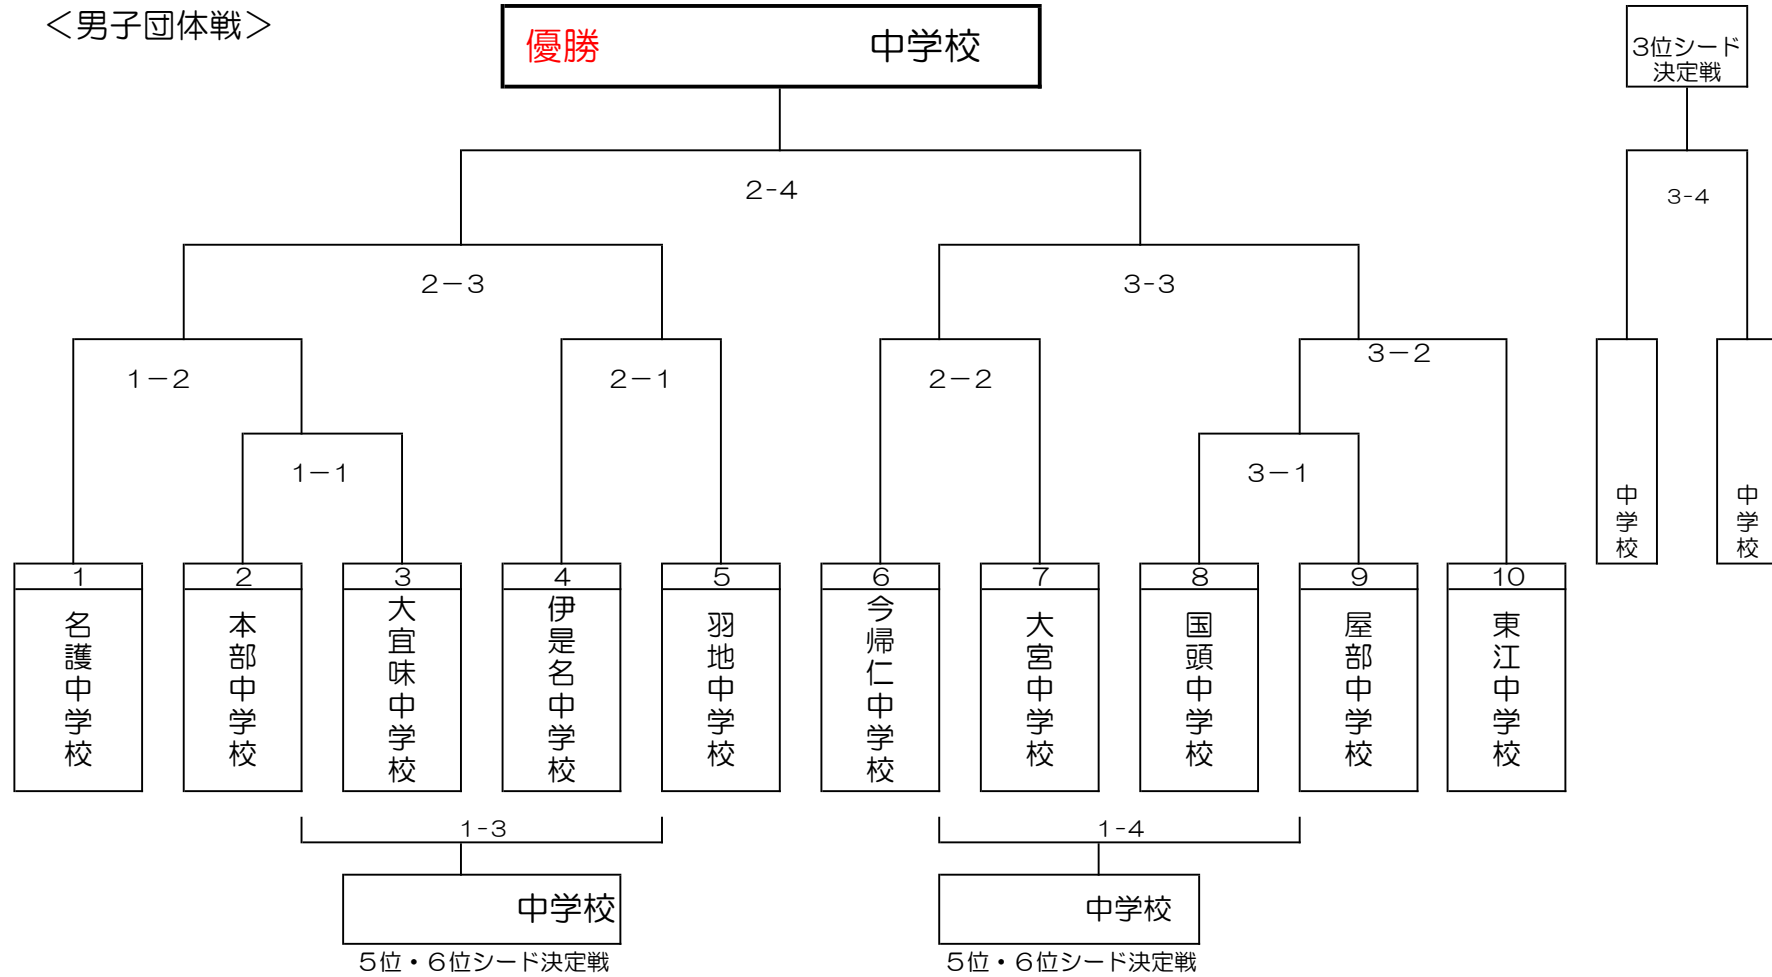 ＜男子団体戦＞
優勝 中学校
3位シード
決定戦
2-4
3-4
2－3
3-3
1－2
2－1
2－2
3－2
1－1
3－1
中学校
中学校
1
2
3
4
5
6
7
8
9
10
名護中学校
本部中学校
大宜味中学校
伊是名中学校
羽地中学校
今帰仁中学校
大宮中学校
国頭中学校
屋部中学校
東江中学校
1-3
1-4
中学校
中学校
5位・6位シード決定戦
5位・6位シード決定戦